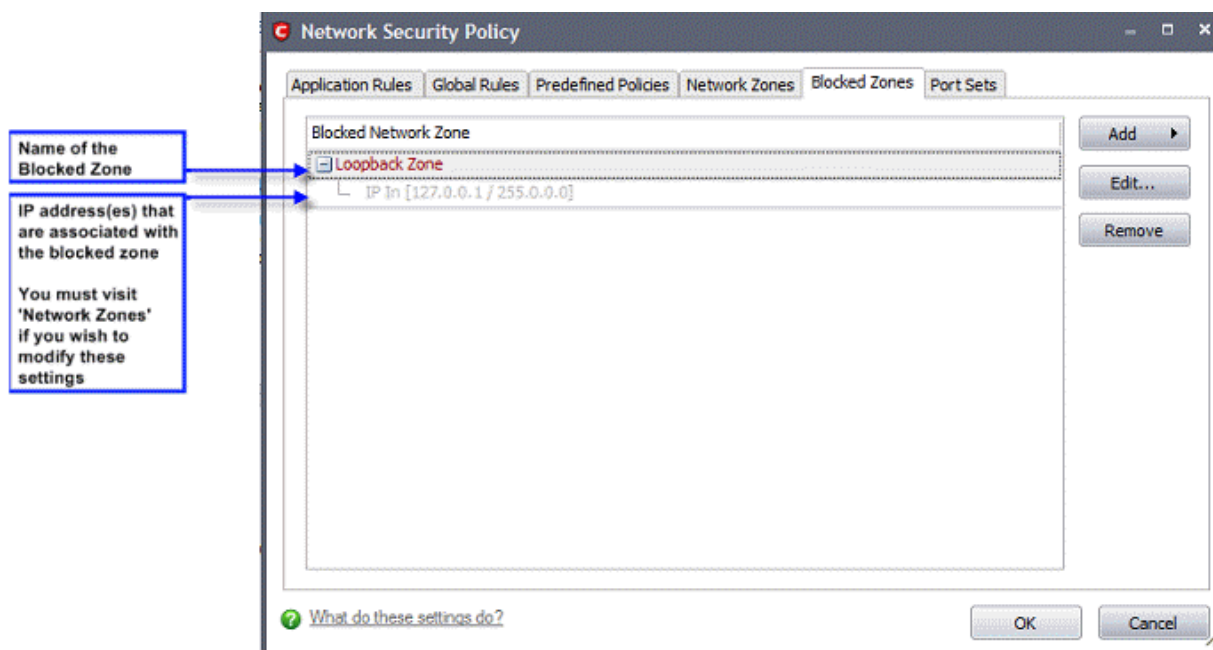 Network Security Policy
Application Rules
Global Rules
Predefined Policies
Network Zones
Blocked Zones
Port Sets
Blocked Network Zone
Loopback Zone
IP In [127.0.0.1 / 255.0.0.0]
Add
Edit...
Remove
Name of the
Blocked Zone
IP address(es) that
are associated with
the blocked zone
You must visit
'Network Zones'
if you wish to
modify these
settings
What do these settings do?
OK
Cancel